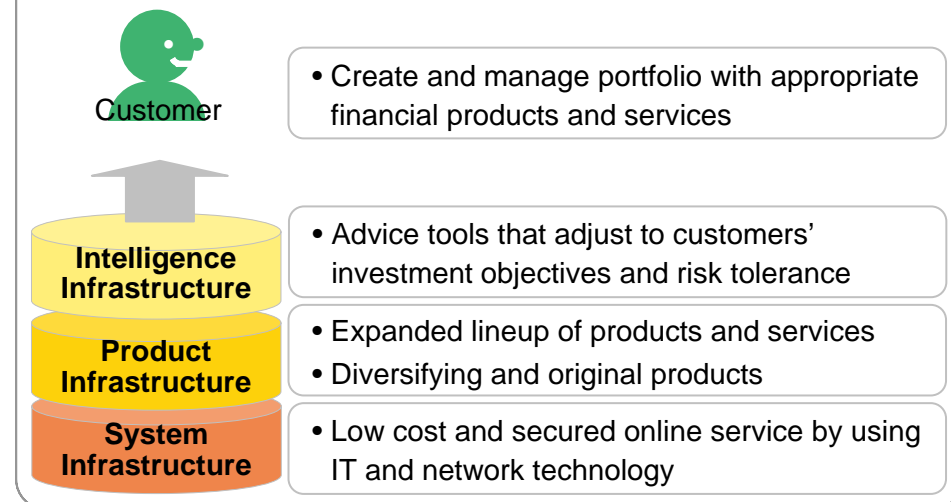 Customer
• Create and manage portfolio with appropriate
financial products and services
Intelligence
Infrastructure
• Advice tools that adjust to customers’
investment objectives and risk tolerance
Product
Infrastructure
• Expanded lineup of products and services
• Diversifying and original products
System
Infrastructure
• Low cost and secured online service by using
IT and network technology